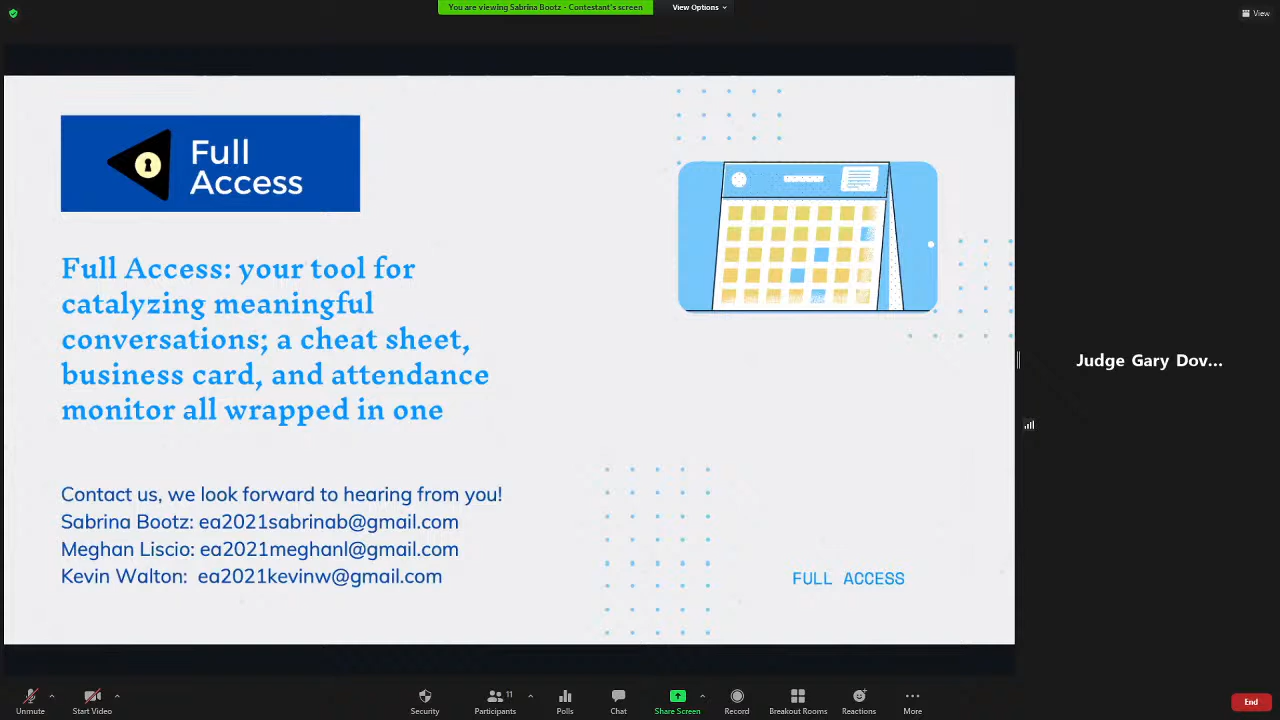 You are viewing Sabrina Bootz - Contestant's screen
View Options
View
Full
Access
Full Access: your tool for
catalyzing meaningful
conversations; a cheat sheet,
business card, and attendance
monitor all wrapped in one
Contact us, we look forward to hearing from you!
Sabrina Bootz: ea2021sabrinab@gmail.com
Meghan Liscio: ea2021meghanl@gmail.com
Kevin Walton: ea2021kevinw@gmail.com
FULL ACCESS
Judge Gary Dov...
Unmute
Start Video
Security
Participants
11
Polls
Chat
Share Screen
Record
Breakout Rooms
Reactions
More
End